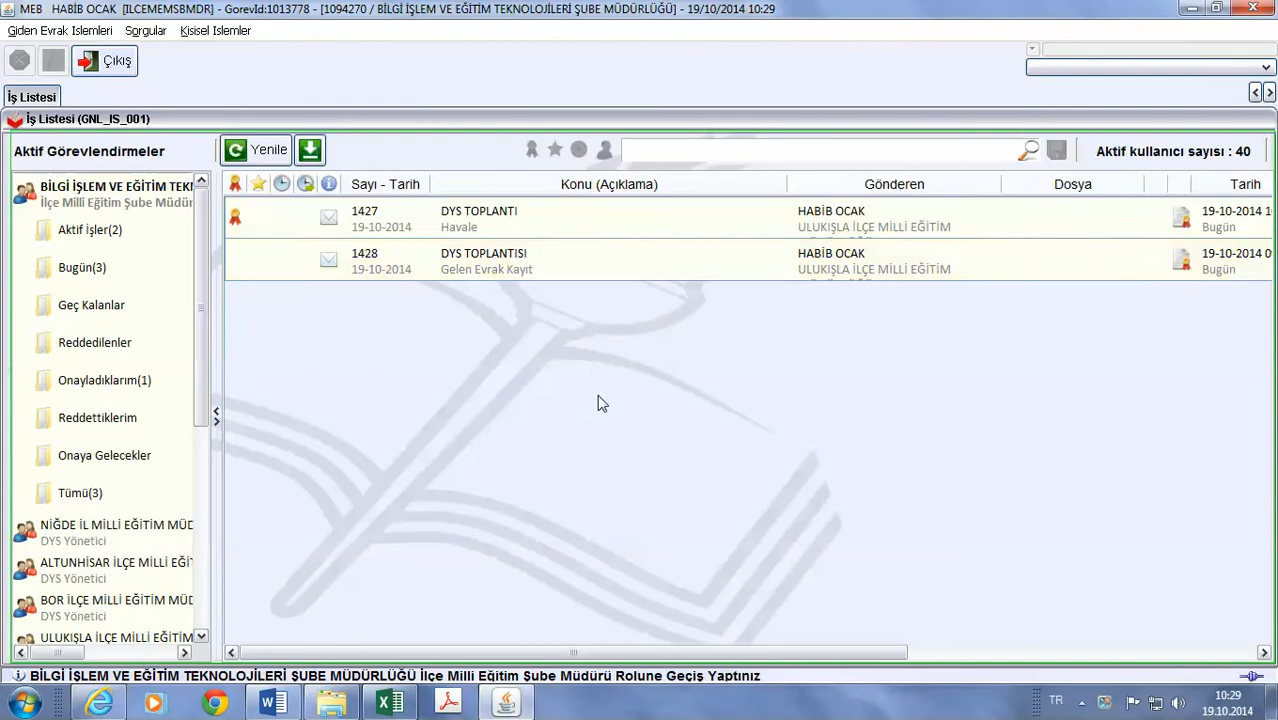 MEB HABİB OCAK [ILCEMEMSBMDR] - GorevId:1013778 - [1094270 / BİLGİ İŞLEM VE EĞİTİM TEKNOLOJİLERİ ŞUBE MÜDÜRLÜĞÜ] - 19/10/2014 10:29
Giden Evrak Islemleri Sorgular Kisisel Islemler
Çıkış
İş Listesi
İş Listesi (GNL_IS_001)
Aktif Görevlendirmeler
Yenile
Aktif kullanıcı sayısı : 40
Sayı - Tarih Konu (Açıklama) Gönderen Dosya Tarih
BİLGİ İŞLEM VE EĞİTİM TEKN
İlçe Milli Eğitim Şube Müdür
Aktif İşler(2)
Bugün(3)
Geç Kalanlar
Reddedilenler
Onayladıklarım(1)
Reddettiklerim
Onaya Gelecekler
Tümü(3)
NİĞDE İL MİLLİ EĞİTİM MÜD
DYS Yönetici
ALTUNHİSAR İLÇE MİLLİ EĞİT
DYS Yönetici
BOR İLÇE MİLLİ EĞİTİM MÜD
DYS Yönetici
ULUKIŞLA İLÇE MİLLİ EĞİTİM
1427 DYS TOPLANTI HABİB OCAK 19-10-2014 1
19-10-2014 Havale ULUKIŞLA İLÇE MİLLİ EĞİTİM Bugün
1428 DYS TOPLANTISI HABİB OCAK 19-10-2014 0
19-10-2014 Gelen Evrak Kayıt ULUKIŞLA İLÇE MİLLİ EĞİTİM Bugün
BİLGİ İŞLEM VE EĞİTİM TEKNOLOJİLERİ ŞUBE MÜDÜRLÜĞÜ İlçe Milli Eğitim Şube Müdürü Rolune Geçiş Yaptınız
TR
10:29
19.10.2014